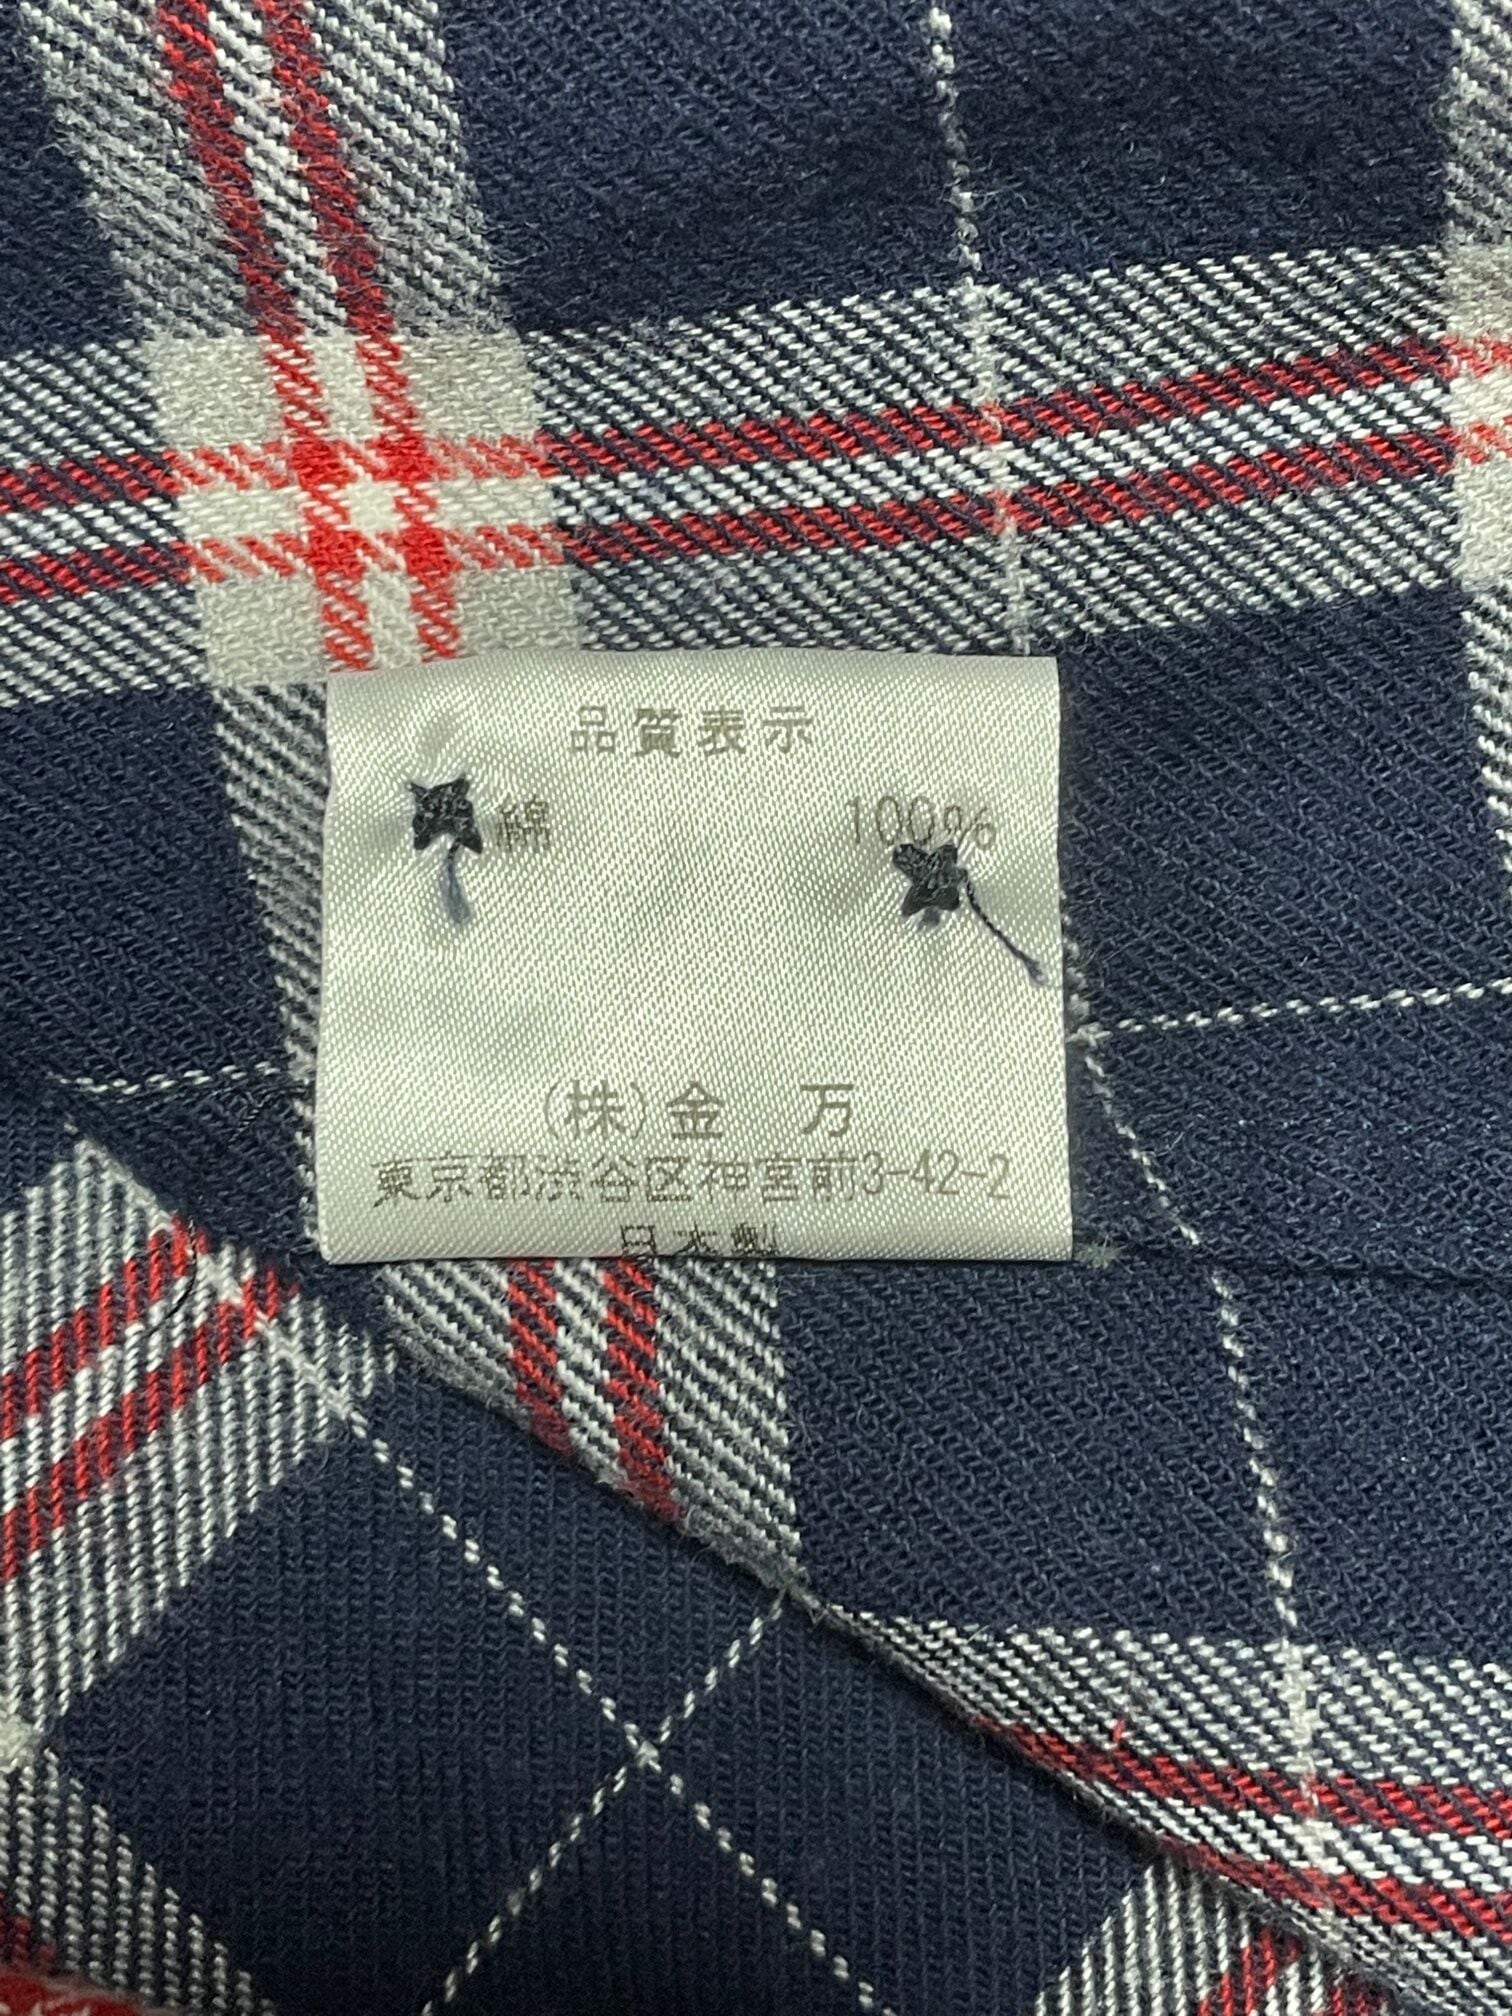 品質表示
綿 100%
(株)金 万
東京都渋谷区神宮前3-42-2
日本製